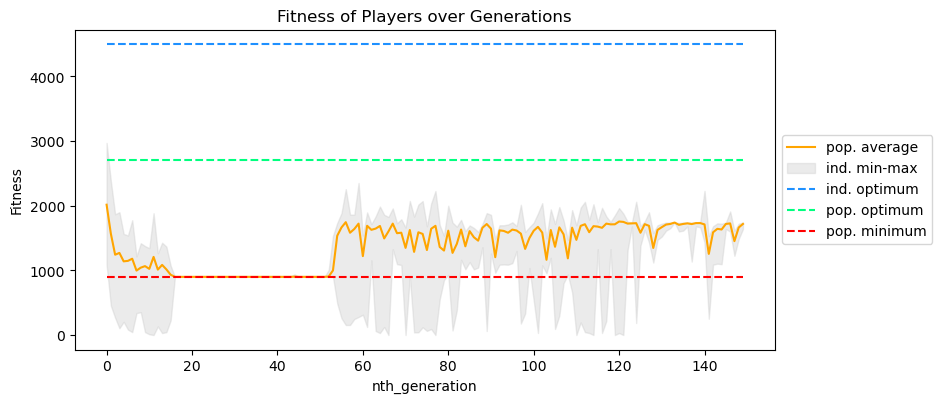 Fitness of Players over Generations
Fitness
4000
3000
2000
1000
0
0 20 40 60 80 100 120 140
nth_generation
pop. average
ind. min-max
ind. optimum
pop. optimum
pop. minimum